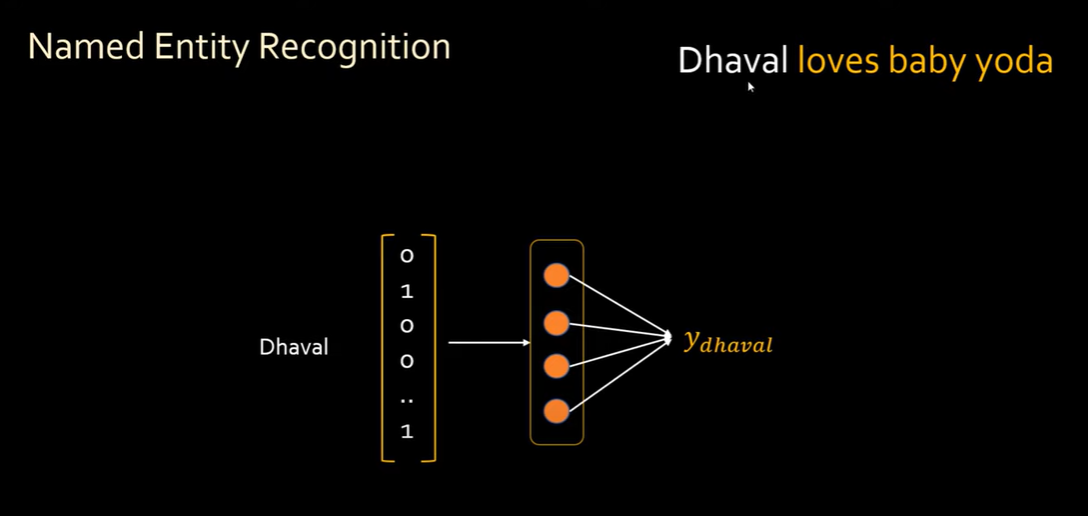 Named Entity Recognition
Dhaval loves baby yoda
0
1
0
0
..
1
Dhaval
y_dhaval